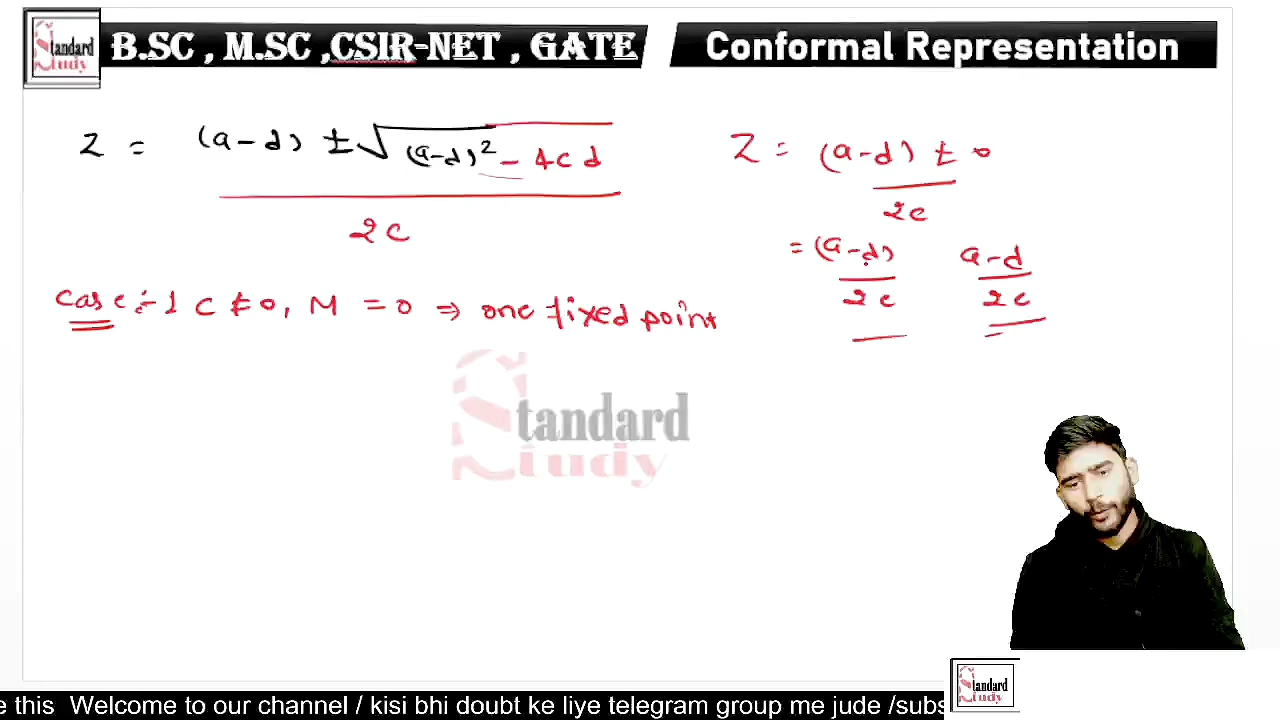 Standard Study
B.SC , M.SC ,CSIR-NET , GATE
Conformal Representation
Z = (a-d) ± √(a-d)² - 4cd
2c
Case:-1 C ≠ 0, M = 0 ⇒ one fixed point
Z = (a-d) ± 0
2c
= (a-d) a-d
2c 2c
Standard
Study
Standard
Study
e this Welcome to our channel / kisi bhi doubt ke liye telegram group me jude /subs